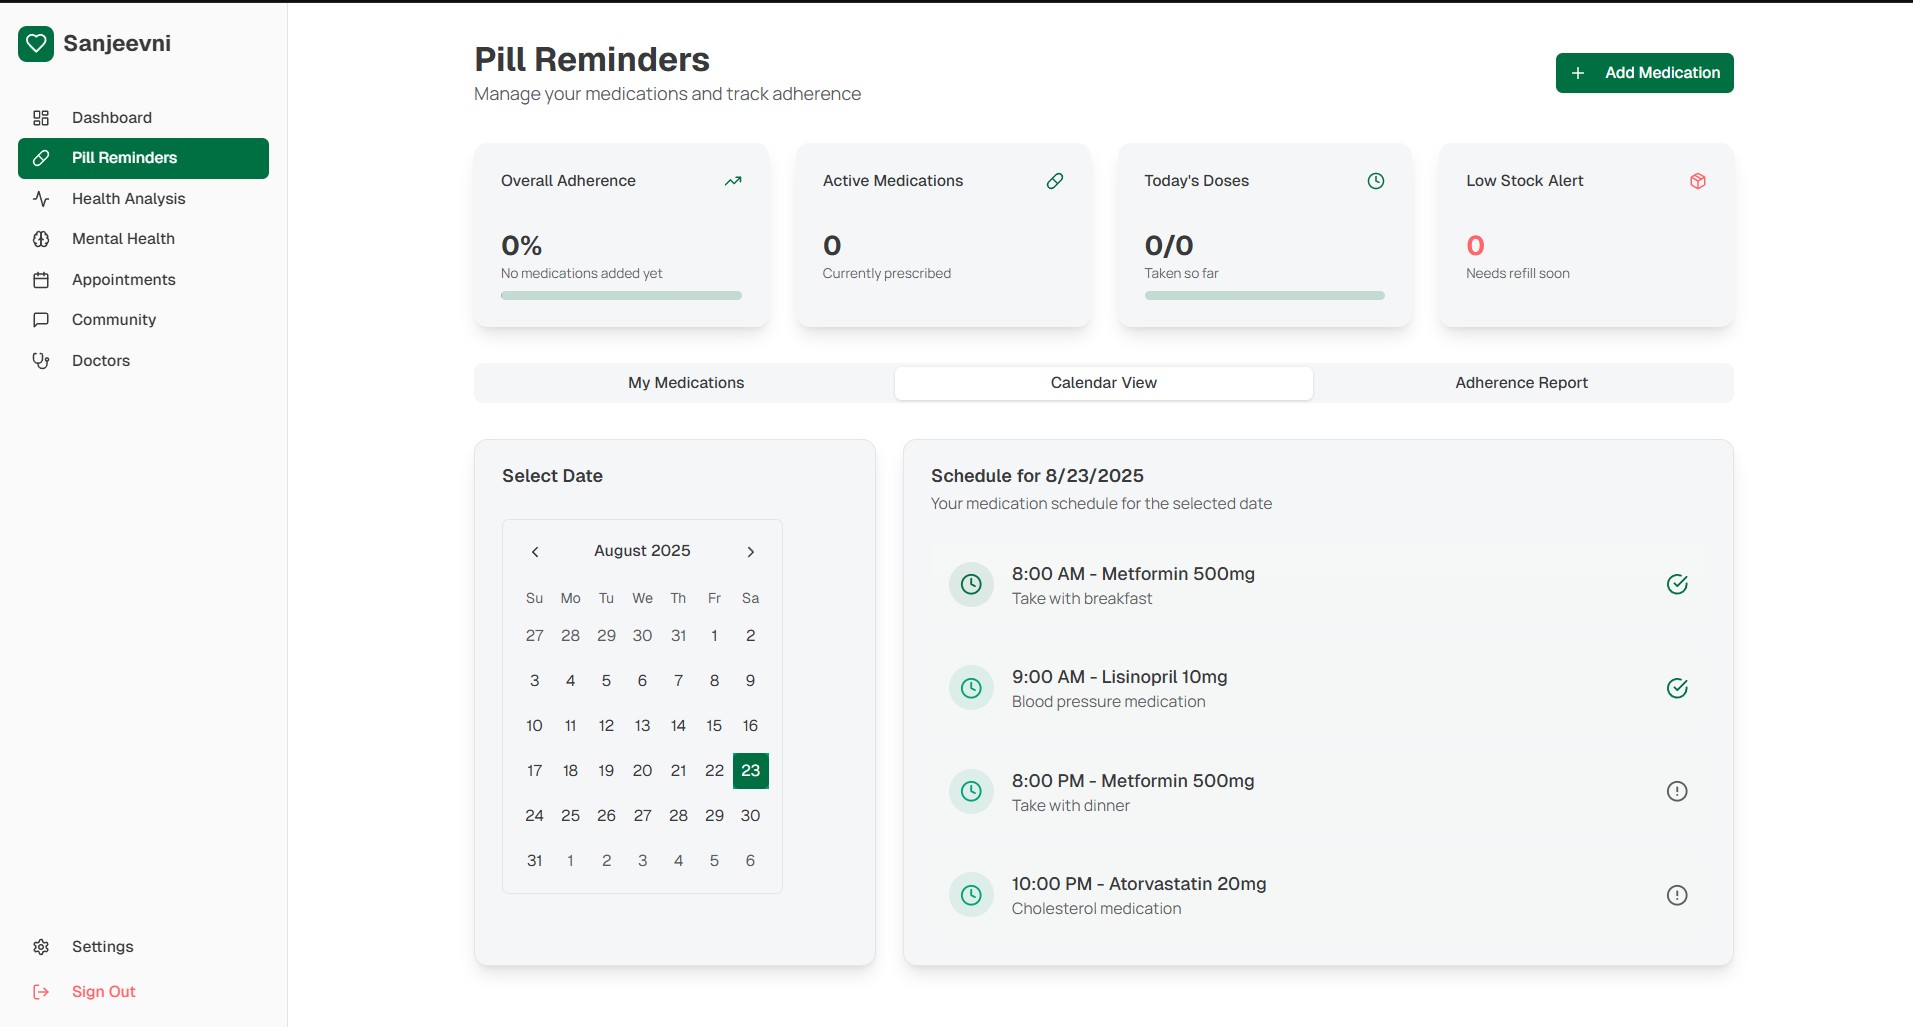 Sanjeevni
Dashboard
Pill Reminders
Health Analysis
Mental Health
Appointments
Community
Doctors
Settings
Sign Out
Pill Reminders
Manage your medications and track adherence
Add Medication
Overall Adherence
0%
No medications added yet
Active Medications
0
Currently prescribed
Today's Doses
0/0
Taken so far
Low Stock Alert
0
Needs refill soon
My Medications
Calendar View
Adherence Report
Select Date
August 2025
Su Mo Tu We Th Fr Sa
27 28 29 30 31 1 2
3 4 5 6 7 8 9
10 11 12 13 14 15 16
17 18 19 20 21 22 23
24 25 26 27 28 29 30
31 1 2 3 4 5 6
Schedule for 8/23/2025
Your medication schedule for the selected date
8:00 AM - Metformin 500mg
Take with breakfast
9:00 AM - Lisinopril 10mg
Blood pressure medication
8:00 PM - Metformin 500mg
Take with dinner
10:00 PM - Atorvastatin 20mg
Cholesterol medication